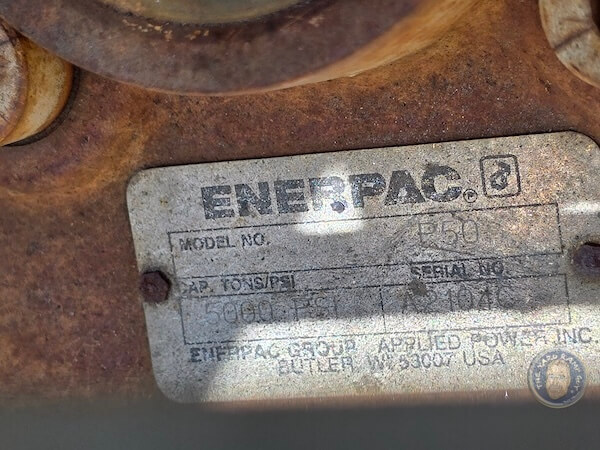 ENERPAC.®
MODEL NO.
CAP. TONS/PSI SERIAL NO.
5000 PSI
ENERPAC GROUP APPLIED POWER INC.
BUTLER, WI 53007 USA